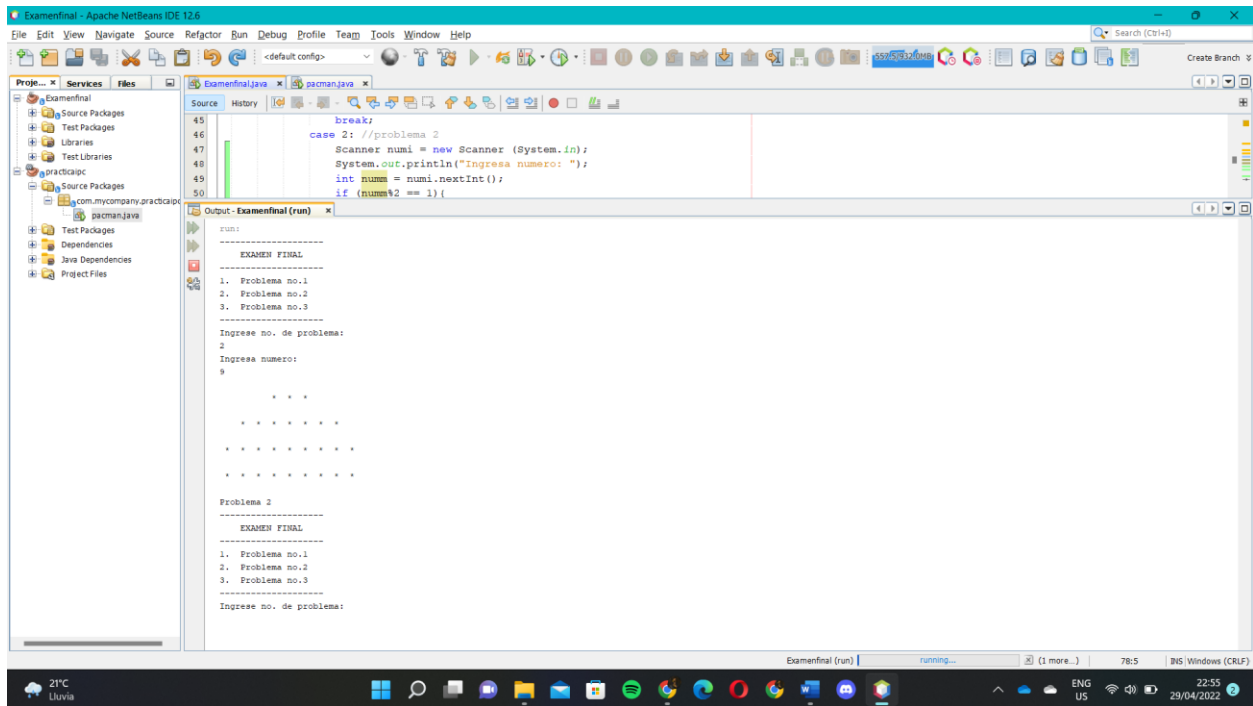 Examenfinal - Apache NetBeans IDE 12.6
File Edit View Navigate Source Refactor Run Debug Profile Team Tools Window Help
Search (Ctrl+I)
<default config>
Create Branch
Proje... x Services Files
Examenfinal.java x pacman.java x
Source History
Examenfinal
Source Packages
Test Packages
Libraries
Test Libraries
practicaipc
Source Packages
com.mycompany.practicaipc
pacman.java
Test Packages
Dependencies
Java Dependencies
Project Files
45 break;
46 case 2: //problema 2
47 Scanner numi = new Scanner (System.in);
48 System.out.println("Ingresa numero: ");
49 int numm = numi.nextInt();
50 if (numm%2 == 1){
Output - Examenfinal (run) x
run:
--------------------
EXAMEN FINAL
--------------------
1. Problema no.1
2. Problema no.2
3. Problema no.3
--------------------
Ingrese no. de problema:
2
Ingresa numero:
9
* * *
* * * * * * *
* * * * * * * * *
* * * * * * * * *
Problema 2
--------------------
EXAMEN FINAL
--------------------
1. Problema no.1
2. Problema no.2
3. Problema no.3
--------------------
Ingrese no. de problema:
Examenfinal (run) running... (1 more...) 78:5 INS Windows (CRLF)
21°C
Lluvia
ENG
US
22:55
29/04/2022
2